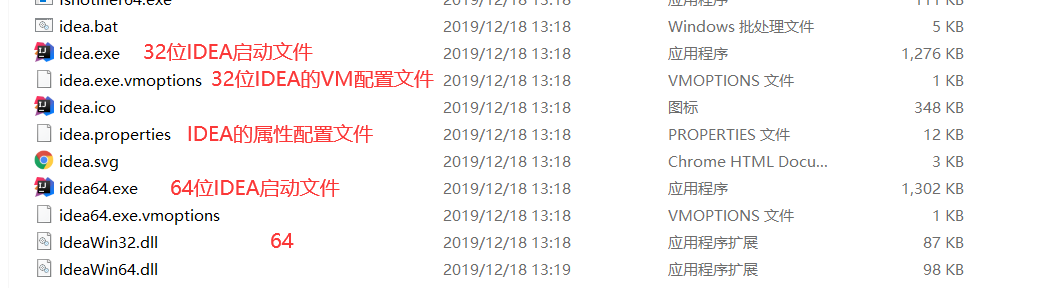 fsnotifier64.exe 2019/12/18 13:18 应用程序 111 KB
idea.bat 2019/12/18 13:18 Windows 批处理文件 5 KB
idea.exe 32位IDEA启动文件 2019/12/18 13:18 应用程序 1,276 KB
idea.exe.vmoptions 32位IDEA的VM配置文件 2019/12/18 13:18 VMOPTIONS 文件 1 KB
idea.ico 2019/12/18 13:18 图标 348 KB
idea.properties IDEA的属性配置文件 2019/12/18 13:18 PROPERTIES 文件 12 KB
idea.svg 2019/12/18 13:18 Chrome HTML Docu... 3 KB
idea64.exe 64位IDEA启动文件 2019/12/18 13:18 应用程序 1,302 KB
idea64.exe.vmoptions 2019/12/18 13:18 VMOPTIONS 文件 1 KB
IdeaWin32.dll 64 2019/12/18 13:18 应用程序扩展 87 KB
IdeaWin64.dll 2019/12/18 13:19 应用程序扩展 98 KB